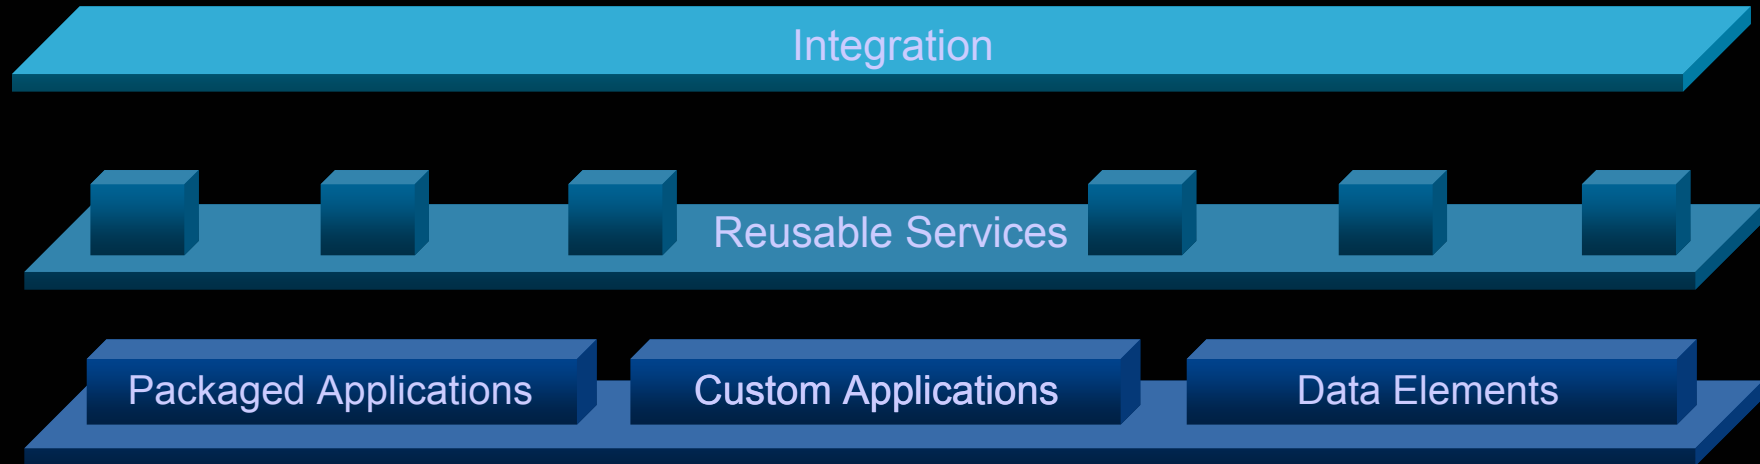 Integration
Reusable Services
Packaged Applications
Custom Applications
Data Elements